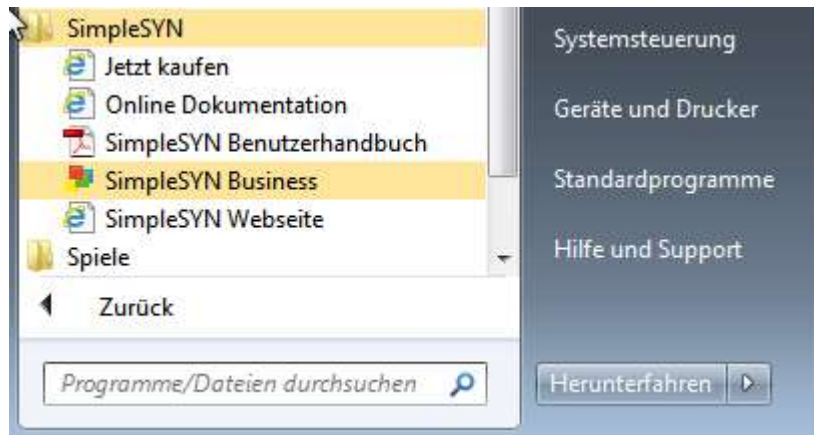 SimpleSYN
Jetzt kaufen
Online Dokumentation
SimpleSYN Benutzerhandbuch
SimpleSYN Business
SimpleSYN Webseite
Spiele
Zurück
Programme/Dateien durchsuchen
Systemsteuerung
Geräte und Drucker
Standardprogramme
Hilfe und Support
Herunterfahren